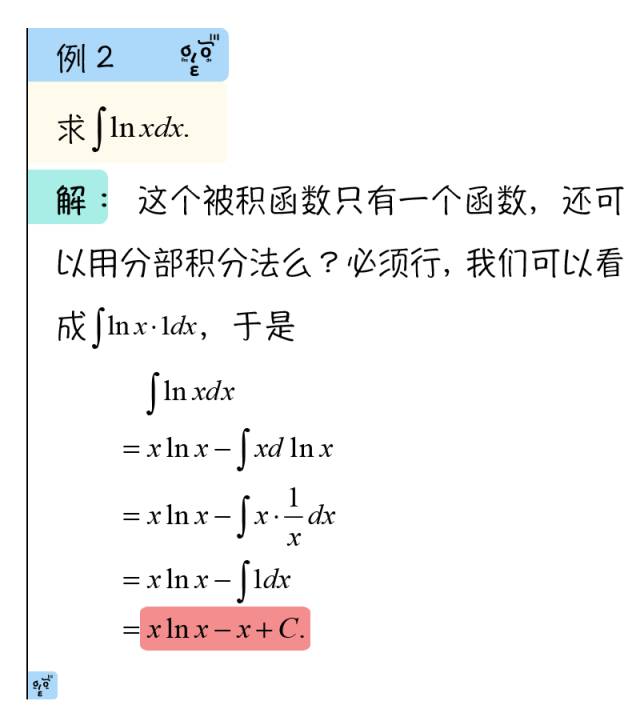 例 2
求∫ln xdx.
解： 这个被积函数只有一个函数，还可
以用分部积分法么？必须行，我们可以看
成∫ln x·1dx，于是
∫ln xdx
= x ln x − ∫xd ln x
= x ln x − ∫x·1/x dx
= x ln x − ∫1dx
= x ln x − x + C.